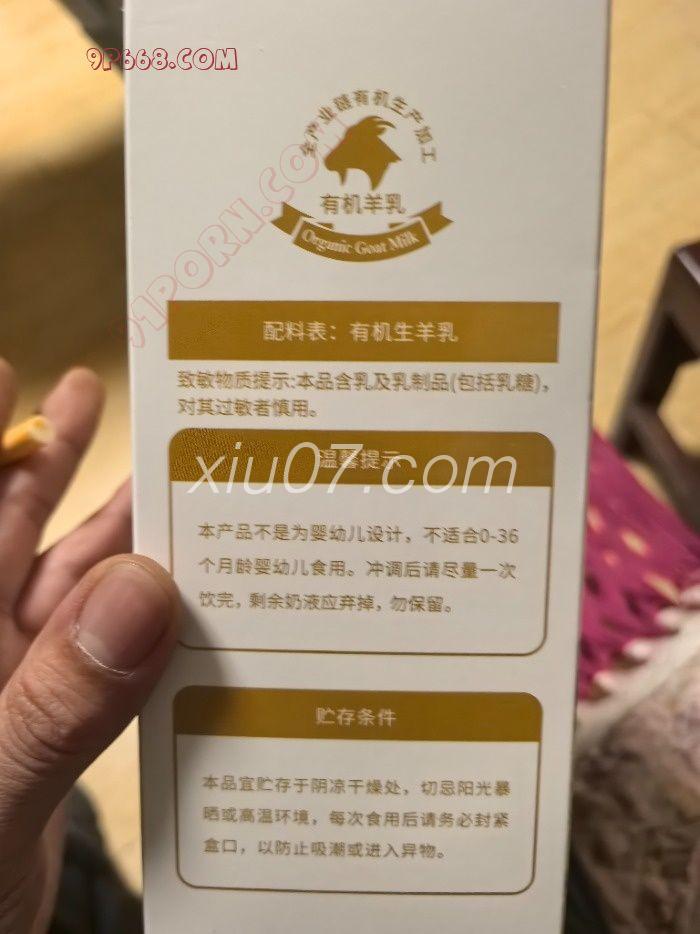 9P668.COM
全产业链有机生产加工
有机羊乳
Organic Goat Milk
91PORN.COM
配料表：有机生羊乳
致敏物质提示:本品含乳及乳制品(包括乳糖)，
对其过敏者慎用。
温馨提示
xiu07.com
本产品不是为婴幼儿设计，不适合0-36
个月龄婴幼儿食用。冲调后请尽量一次
饮完，剩余奶液应弃掉，勿保留。
贮存条件
本品宜贮存于阴凉干燥处，切忌阳光暴
晒或高温环境，每次食用后请务必封紧
盒口，以防止吸潮或进入异物。